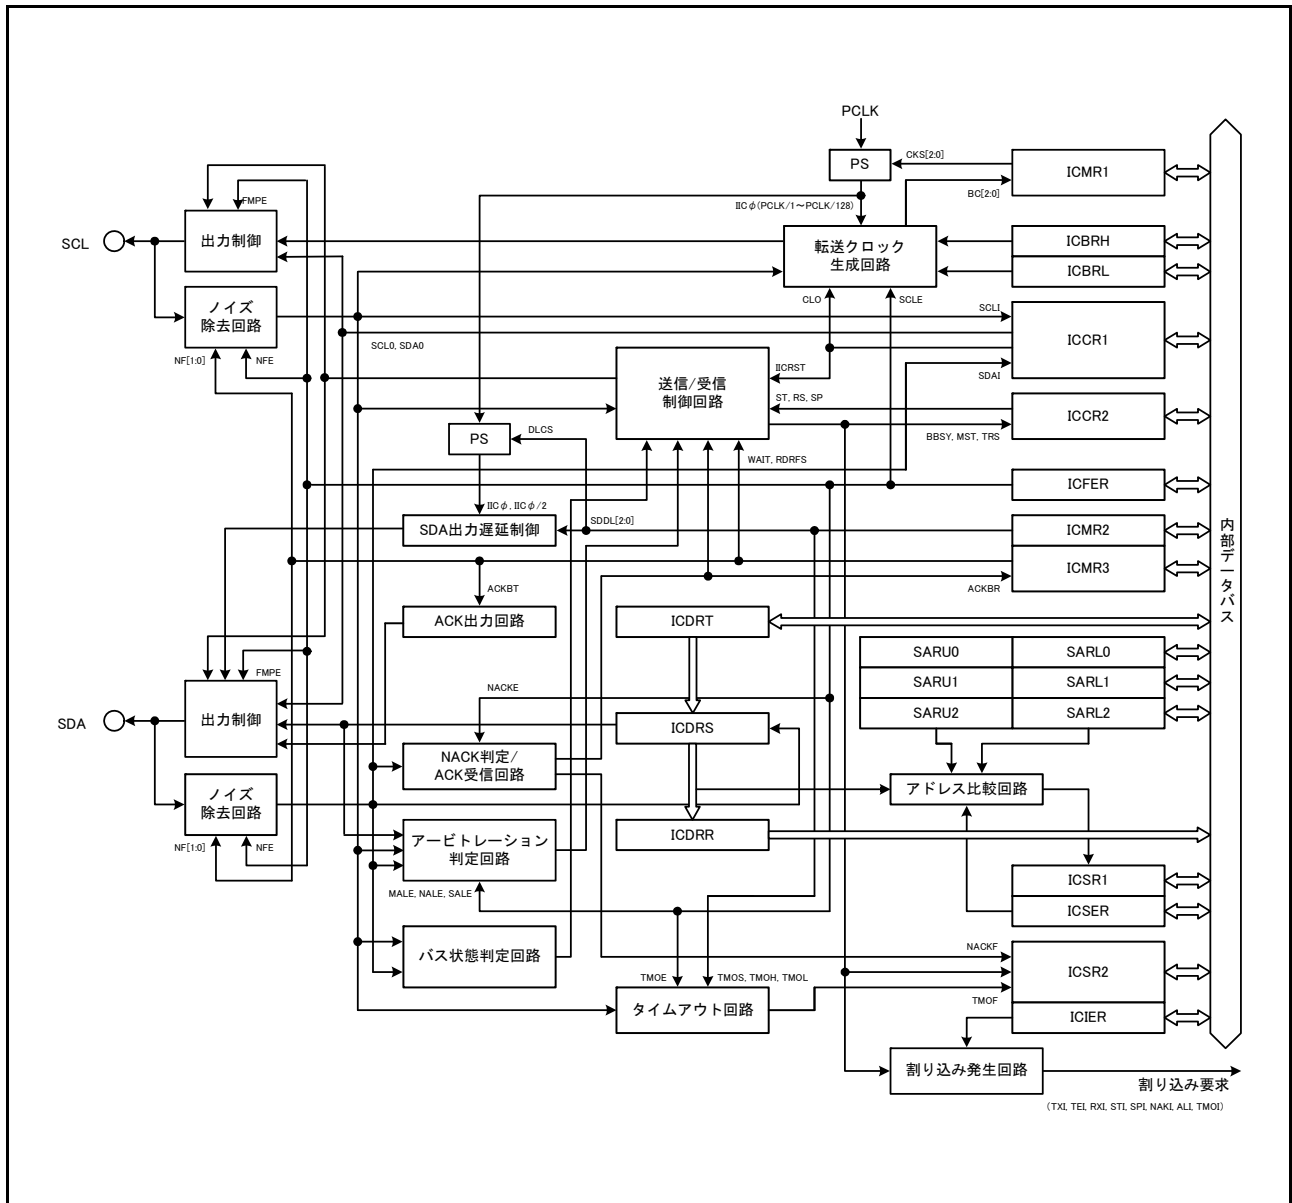 PCLK
PS
CKS[2:0]
ICMR1
BC[2:0]
IICφ(PCLK/1～PCLK/128)
FMPE
SCL
出力制御
転送クロック
生成回路
ICBRH
ICBRL
ノイズ
除去回路
CLO
SCLE
SCLI
ICCR1
NF[1:0]
NFE
SCLO, SDAO
IICRST
SDAI
送信/受信
制御回路
ST, RS, SP
ICCR2
BBSY, MST, TRS
PS
DLCS
WAIT, RDRFS
ICFER
IICφ, IICφ/2
SDA出力遅延制御
SDDL[2:0]
ICMR2
内部データバス
ICMR3
ACKBT
ACKBR
ACK出力回路
ICDRT
SARU0
SARL0
SARU1
SARL1
SARU2
SARL2
FMPE
SDA
出力制御
NACKE
ICDRS
NACK判定/
ACK受信回路
アドレス比較回路
ノイズ
除去回路
NF[1:0]
NFE
アービトレーション
判定回路
ICDRR
MALE, NALE, SALE
ICSR1
ICSER
バス状態判定回路
NACKF
ICSR2
TMOE
TMOS, TMOH, TMOL
タイムアウト回路
TMOF
ICIER
割り込み発生回路
割り込み要求
(TXI, TEI, RXI, STI, SPI, NAKI, ALI, TMOI)